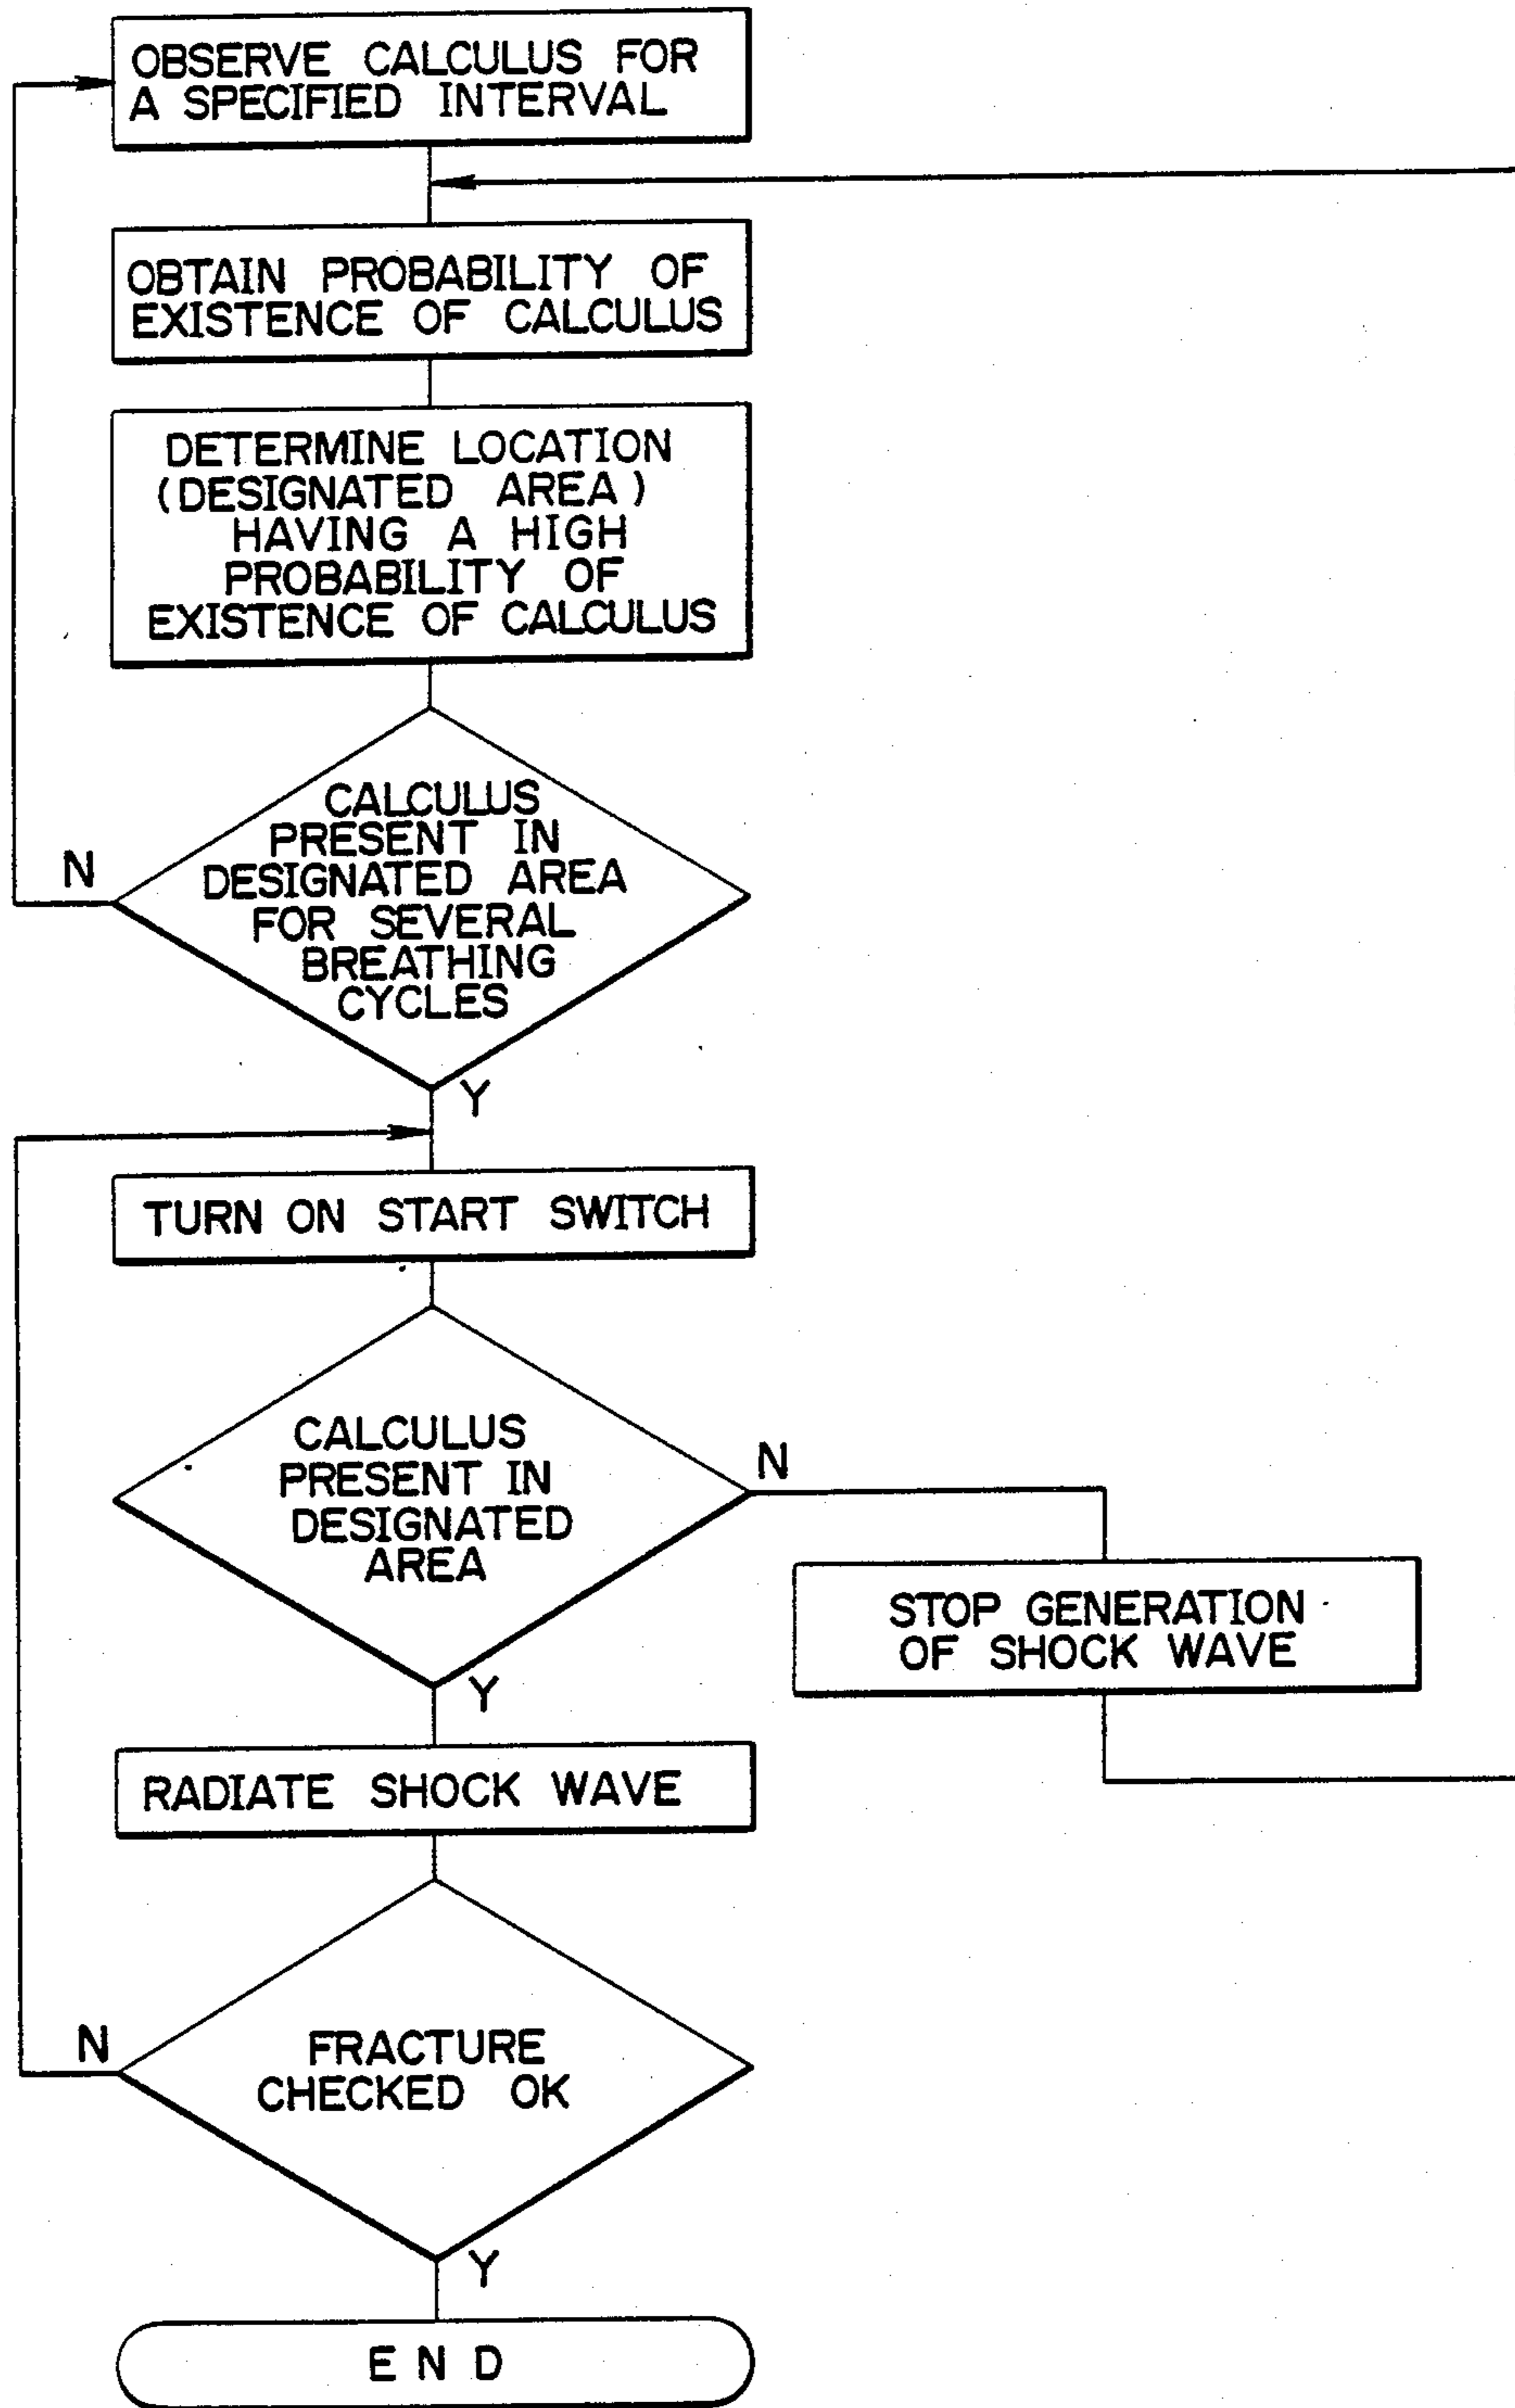 OBSERVE CALCULUS FOR
A SPECIFIED INTERVAL
OBTAIN PROBABILITY OF
EXISTENCE OF CALCULUS
DETERMINE LOCATION
(DESIGNATED AREA)
HAVING A HIGH
PROBABILITY OF
EXISTENCE OF CALCULUS
CALCULUS
PRESENT IN
DESIGNATED AREA
FOR SEVERAL
BREATHING
CYCLES
N
Y
TURN ON START SWITCH
CALCULUS
PRESENT IN
DESIGNATED
AREA
N
STOP GENERATION
OF SHOCK WAVE
Y
RADIATE SHOCK WAVE
FRACTURE
CHECKED OK
N
Y
END